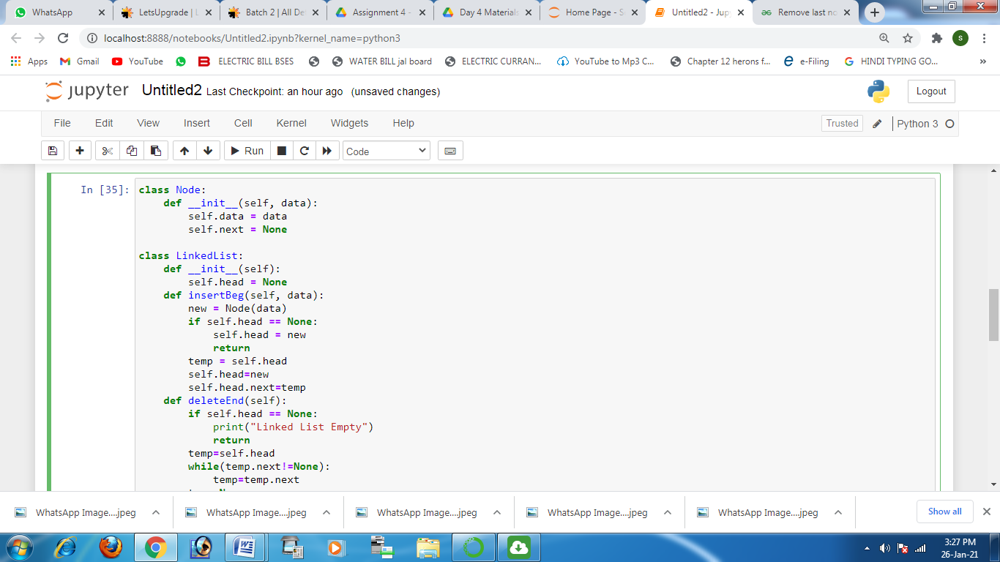 WhatsApp
LetsUpgrade | L
Batch 2 | All De
Assignment 4 -
Day 4 Materials
Home Page - S
Untitled2 - Jup
Remove last no
localhost:8888/notebooks/Untitled2.ipynb?kernel_name=python3
S
Apps
Gmail
YouTube
ELECTRIC BILL BSES
WATER BILL jal board
ELECTRIC CURRAN...
YouTube to Mp3 C...
Chapter 12 herons f...
e-Filing
HINDI TYPING GO...
»
jupyter Untitled2 Last Checkpoint: an hour ago (unsaved changes)
Logout
File Edit View Insert Cell Kernel Widgets Help
Trusted
Python 3
Run
Code
In [35]:
class Node:
    def __init__(self, data):
        self.data = data
        self.next = None

class LinkedList:
    def __init__(self):
        self.head = None
    def insertBeg(self, data):
        new = Node(data)
        if self.head == None:
            self.head = new
            return
        temp = self.head
        self.head=new
        self.head.next=temp
    def deleteEnd(self):
        if self.head == None:
            print("Linked List Empty")
            return
        temp=self.head
        while(temp.next!=None):
            temp=temp.next
WhatsApp Image....jpeg
WhatsApp Image....jpeg
WhatsApp Image....jpeg
WhatsApp Image....jpeg
WhatsApp Image....jpeg
Show all
3:27 PM
26-Jan-21